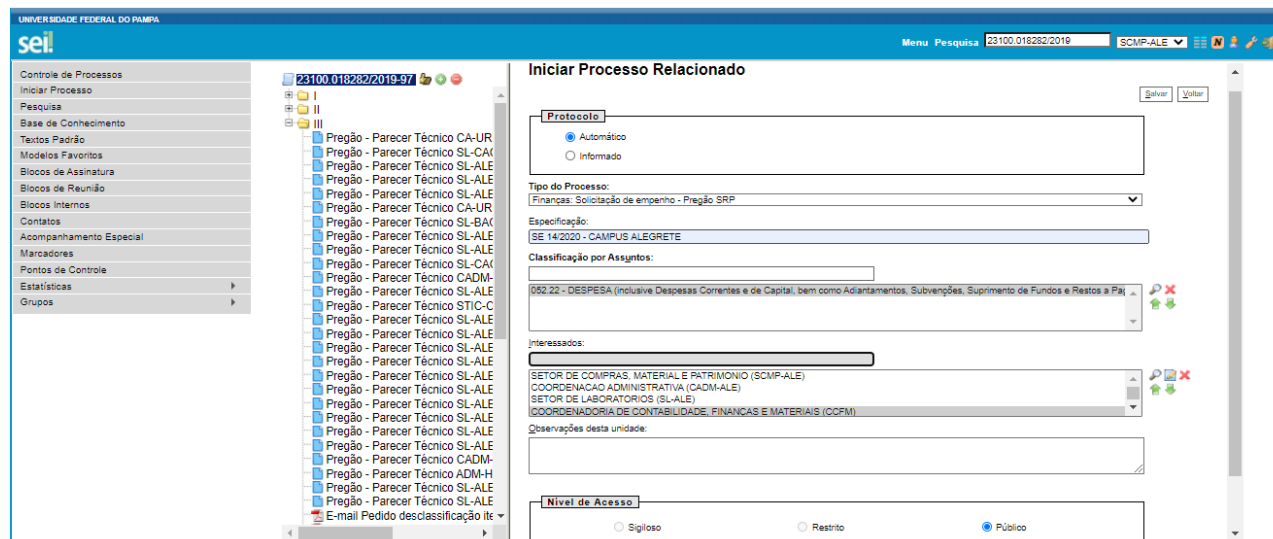 UNIVERSIDADE FEDERAL DO PAMPA
sei!
Menu Pesquisa 23100.018282/2019 SCMP-ALE
Controle de Processos
Iniciar Processo
Pesquisa
Base de Conhecimento
Textos Padrão
Modelos Favoritos
Blocos de Assinatura
Blocos de Reunião
Blocos Internos
Contatos
Acompanhamento Especial
Marcadores
Pontos de Controle
Estatísticas
Grupos
23100.018282/2019-97
I
II
III
Pregão - Parecer Técnico CA-UR
Pregão - Parecer Técnico SL-CA
Pregão - Parecer Técnico SL-ALE
Pregão - Parecer Técnico SL-ALE
Pregão - Parecer Técnico SL-ALE
Pregão - Parecer Técnico CA-UR
Pregão - Parecer Técnico SL-BA
Pregão - Parecer Técnico SL-ALE
Pregão - Parecer Técnico SL-ALE
Pregão - Parecer Técnico SL-CA
Pregão - Parecer Técnico CADM-
Pregão - Parecer Técnico SL-ALE
Pregão - Parecer Técnico STIC-C
Pregão - Parecer Técnico SL-ALE
Pregão - Parecer Técnico SL-ALE
Pregão - Parecer Técnico SL-ALE
Pregão - Parecer Técnico SL-ALE
Pregão - Parecer Técnico SL-ALE
Pregão - Parecer Técnico SL-ALE
Pregão - Parecer Técnico SL-ALE
Pregão - Parecer Técnico SL-ALE
Pregão - Parecer Técnico SL-ALE
Pregão - Parecer Técnico SL-ALE
Pregão - Parecer Técnico CADM-
Pregão - Parecer Técnico ADM-H
Pregão - Parecer Técnico SL-ALE
Pregão - Parecer Técnico SL-ALE
E-mail Pedido desclassificação ite
Iniciar Processo Relacionado
Salvar Voltar
Protocolo
Automático
Informado
Tipo do Processo:
Finanças: Solicitação de empenho - Pregão SRP
Especificação:
SE 14/2020 - CAMPUS ALEGRETE
Classificação por Assuntos:
052.22 - DESPESA (inclusive Despesas Correntes e de Capital, bem como Adiantamentos, Subvenções, Suprimento de Fundos e Restos a Pa
Interessados:
SETOR DE COMPRAS, MATERIAL E PATRIMONIO (SCMP-ALE)
COORDENACAO ADMINISTRATIVA (CADM-ALE)
SETOR DE LABORATORIOS (SL-ALE)
COORDENADORIA DE CONTABILIDADE, FINANCAS E MATERIAIS (CCFM)
Observações desta unidade:
Nível de Acesso
Sigiloso Restrito Público